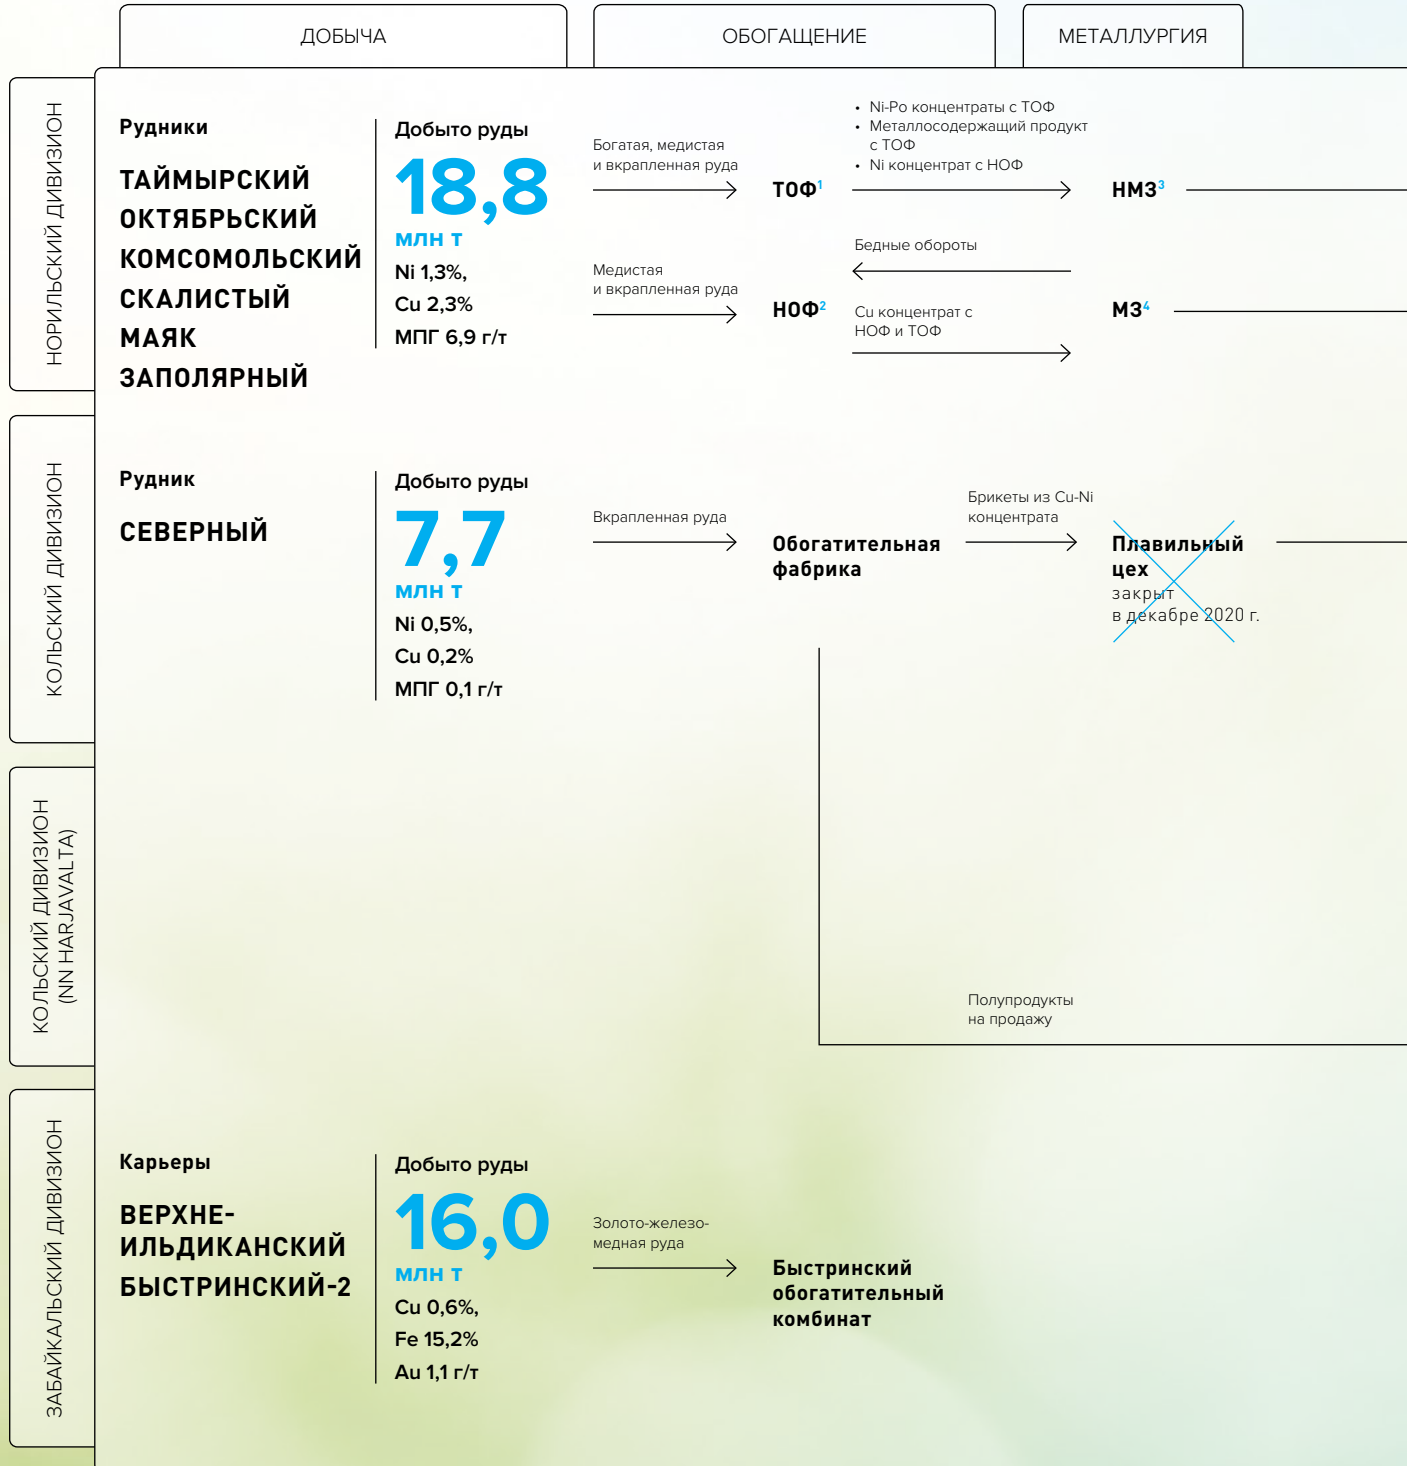 ДОБЫЧА
ОБОГАЩЕНИЕ
МЕТАЛЛУРГИЯ
НОРИЛЬСКИЙ ДИВИЗИОН
Рудники
ТАЙМЫРСКИЙ
ОКТЯБРЬСКИЙ
КОМСОМОЛЬСКИЙ
СКАЛИСТЫЙ
МАЯК
ЗАПОЛЯРНЫЙ
Добыто руды
18,8
млн т
Ni 1,3%,
Cu 2,3%
МПГ 6,9 г/т
Богатая, медистая
и вкрапленная руда
ТОФ¹
• Ni-Po концентраты с ТОФ
• Металлосодержащий продукт
с ТОФ
• Ni концентрат с НОФ
НМЗ³
Бедные обороты
Медистая
и вкрапленная руда
НОФ²
Cu концентрат с
НОФ и ТОФ
МЗ⁴
КОЛЬСКИЙ ДИВИЗИОН
Рудник
СЕВЕРНЫЙ
Добыто руды
7,7
млн т
Ni 0,5%,
Cu 0,2%
МПГ 0,1 г/т
Вкрапленная руда
Обогатительная
фабрика
Брикеты из Cu-Ni
концентрата
Плавильный
цех
закрыт
в декабре 2020 г.
КОЛЬСКИЙ ДИВИЗИОН
(NN HARJAVALTA)
Полупродукты
на продажу
ЗАБАЙКАЛЬСКИЙ ДИВИЗИОН
Карьеры
ВЕРХНЕ-
ИЛЬДИКАНСКИЙ
БЫСТРИНСКИЙ-2
Добыто руды
16,0
млн т
Cu 0,6%,
Fe 15,2%
Au 1,1 г/т
Золото-железо-
медная руда
Быстринский
обогатительный
комбинат